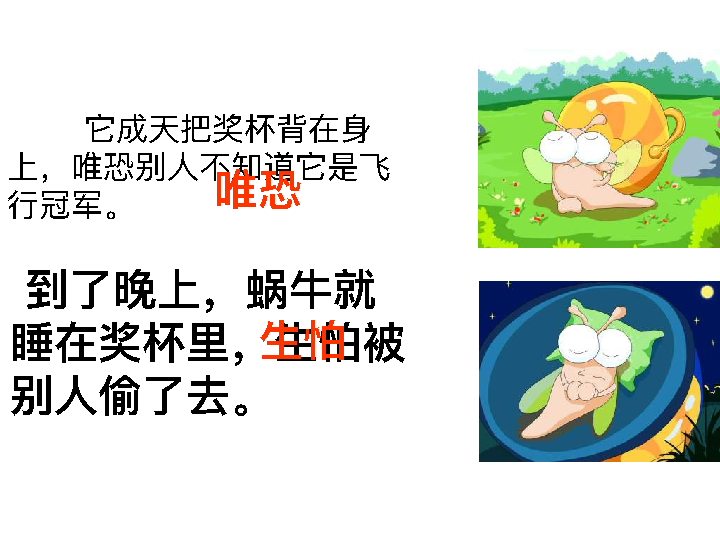 它成天把奖杯背在身
上，唯恐别人不知道它是飞
行冠军。
唯恐
到了晚上，蜗牛就
睡在奖杯里，生怕被
别人偷了去。
生怕